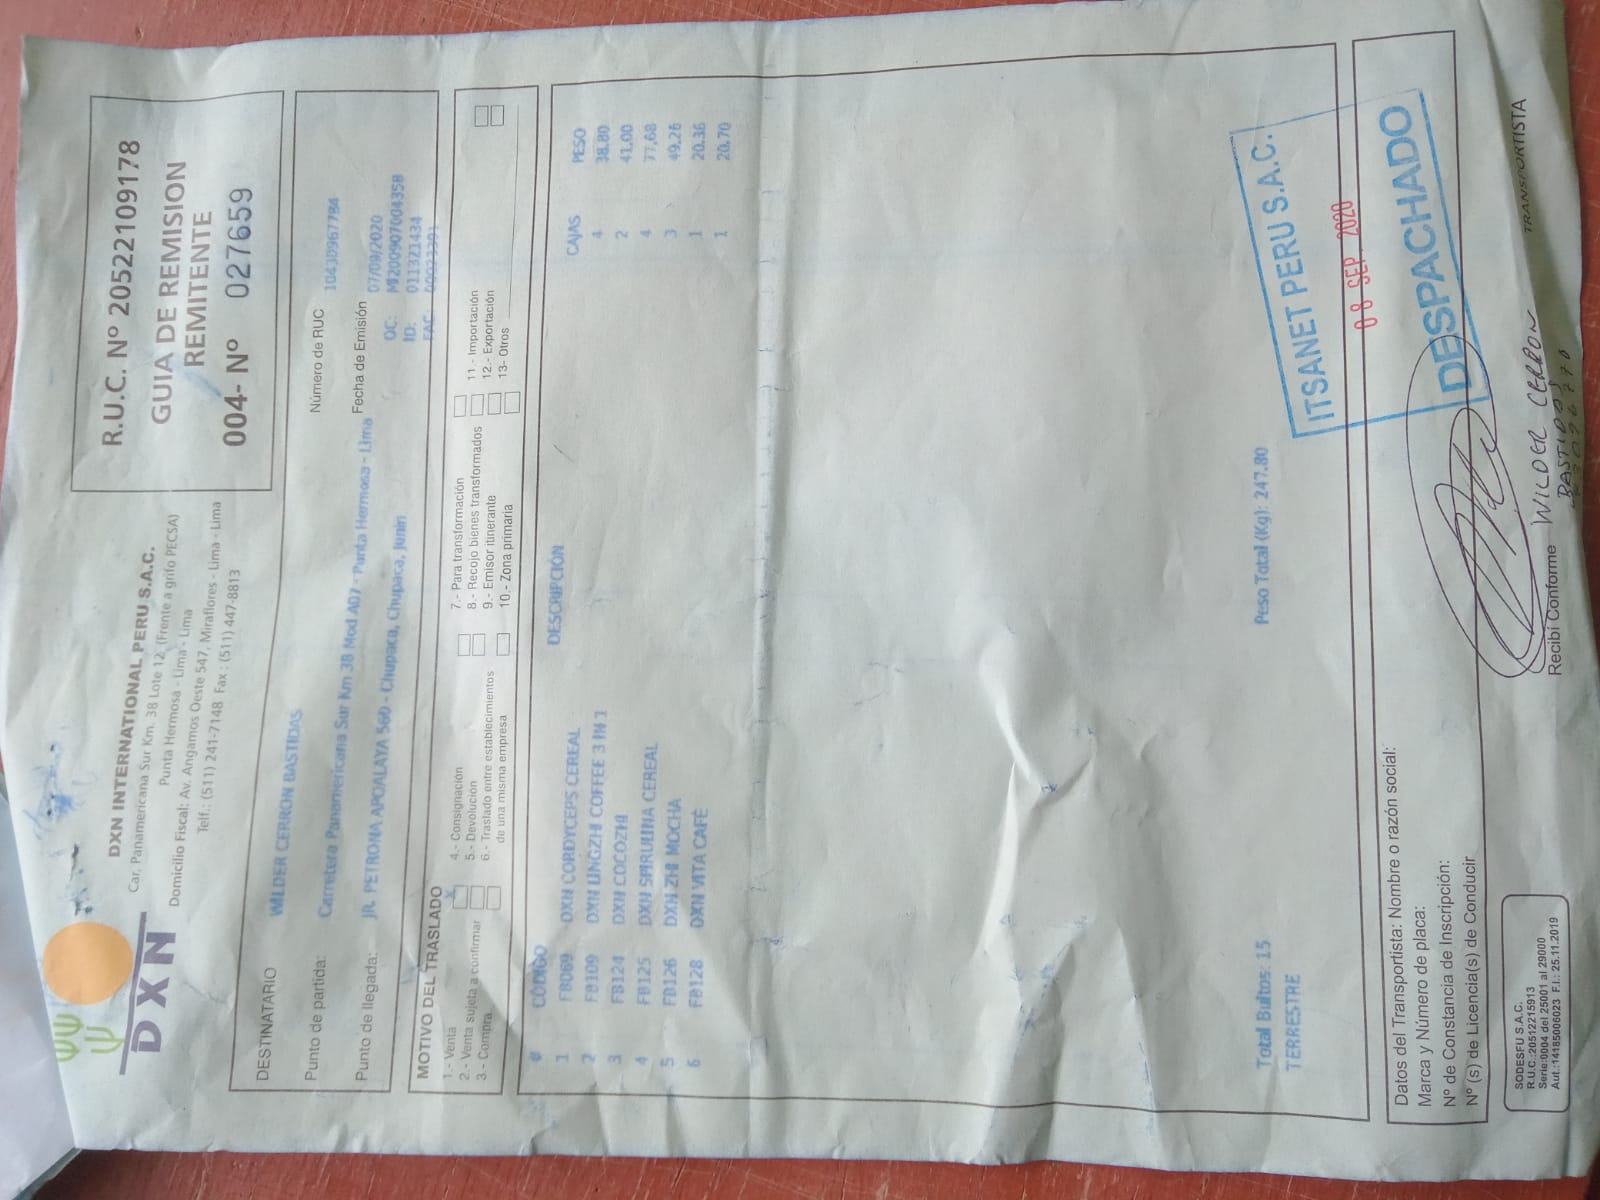 DXN
DXN INTERNATIONAL PERU S.A.C.
Car. Panamericana Sur Km. 38 Lote 12 (Frente a grifo PECSA)
Punta Hermosa - Lima - Lima
Domicilio Fiscal: Av. Angamos Oeste 547, Miraflores - Lima - Lima
Telf.: (511) 241-7148 Fax : (511) 447-8813
R.U.C. Nº 20522109178
GUIA DE REMISION
REMITENTE
004- Nº 027659
DESTINATARIO WILDER CERRON BASTIDAS
Número de RUC 10430967784
Punto de partida: Carretera Panamericana Sur Km 38 Mod A07 - Punta Hermosa - Lima
Fecha de Emisión 07/09/2020
Punto de llegada: JR. PETRONA APOALAYA 560 - Chupaca, Chupaca, Junin
OC: MI200907004358
ID: 011321434
FAC:
MOTIVO DEL TRASLADO
1.- Venta
2.- Venta sujeta a confirmar
3.- Compra
4.- Consignación
5.- Devolución
6.- Traslado entre establecimientos
de una misma empresa
7.- Para transformación
8.- Recojo bienes transformados
9.- Emisor itinerante
10.- Zona primaria
11.- Importación
12.- Exportación
13- Otros
# CÓDIGO DESCRIPCIÓN CAJAS PESO
1 FB069 DXN CORDYCEPS CEREAL 4 38.80
2 FB109 DXN LINGZHI COFFEE 3 IN 1 2 41.00
3 FB124 DXN COCOZHI 4 77.68
4 FB125 DXN SPIRULINA CEREAL 3 49.26
5 FB126 DXN ZHI MOCHA 1 20.36
6 FB128 DXN VITA CAFÉ 1 20.70
Total Bultos: 15 Peso Total (Kg): 247.80
TERRESTRE
ITSANET PERU S.A.C.
08 SEP. 2020
DESPACHADO
Datos del Transportista: Nombre o razón social:
Marca y Número de placa:
Nº de Constancia de Inscripción:
Nº (s) de Licencia(s) de Conducir
SODESFU S.A.C.
R.U.C.:20512215913
Serie:0004 del 25001 al 29000
Aut.:14185006023 F.I.: 25.11.2019
Recibí Conforme
WILDER CERRON
BASTIDAS
TRANSPORTISTA